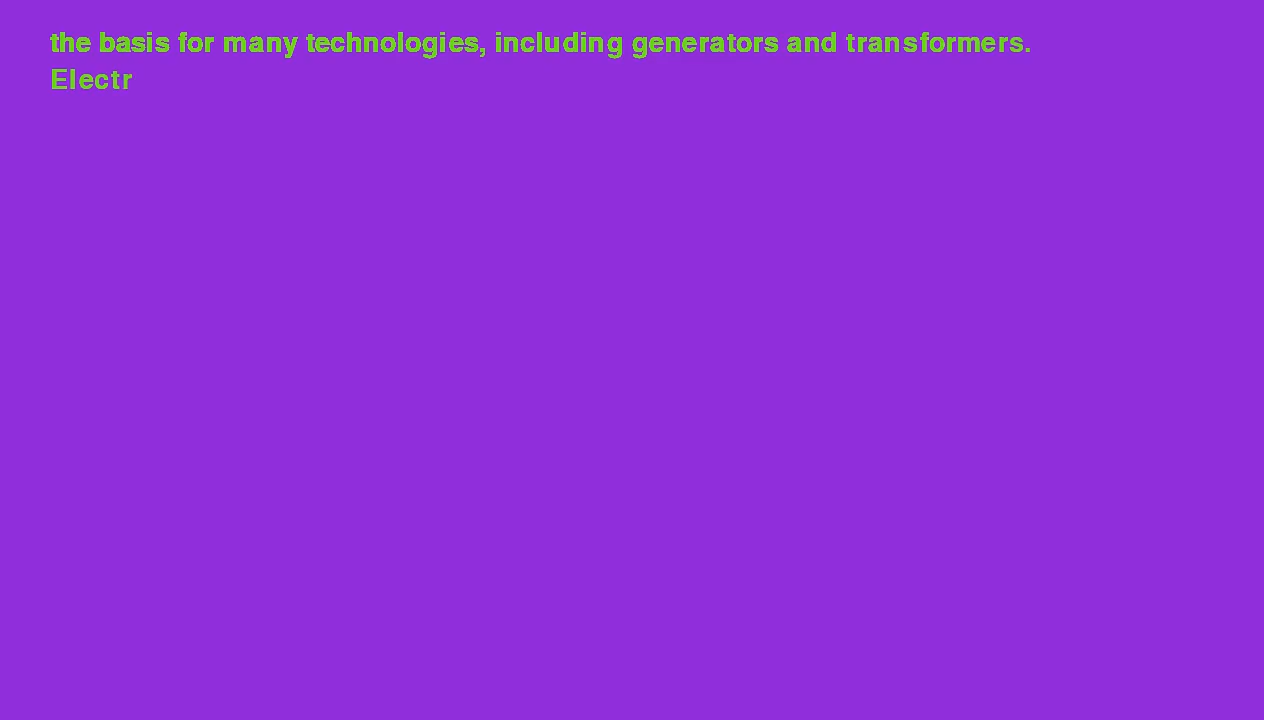 the basis for many technologies, including generators and transformers.
Electr